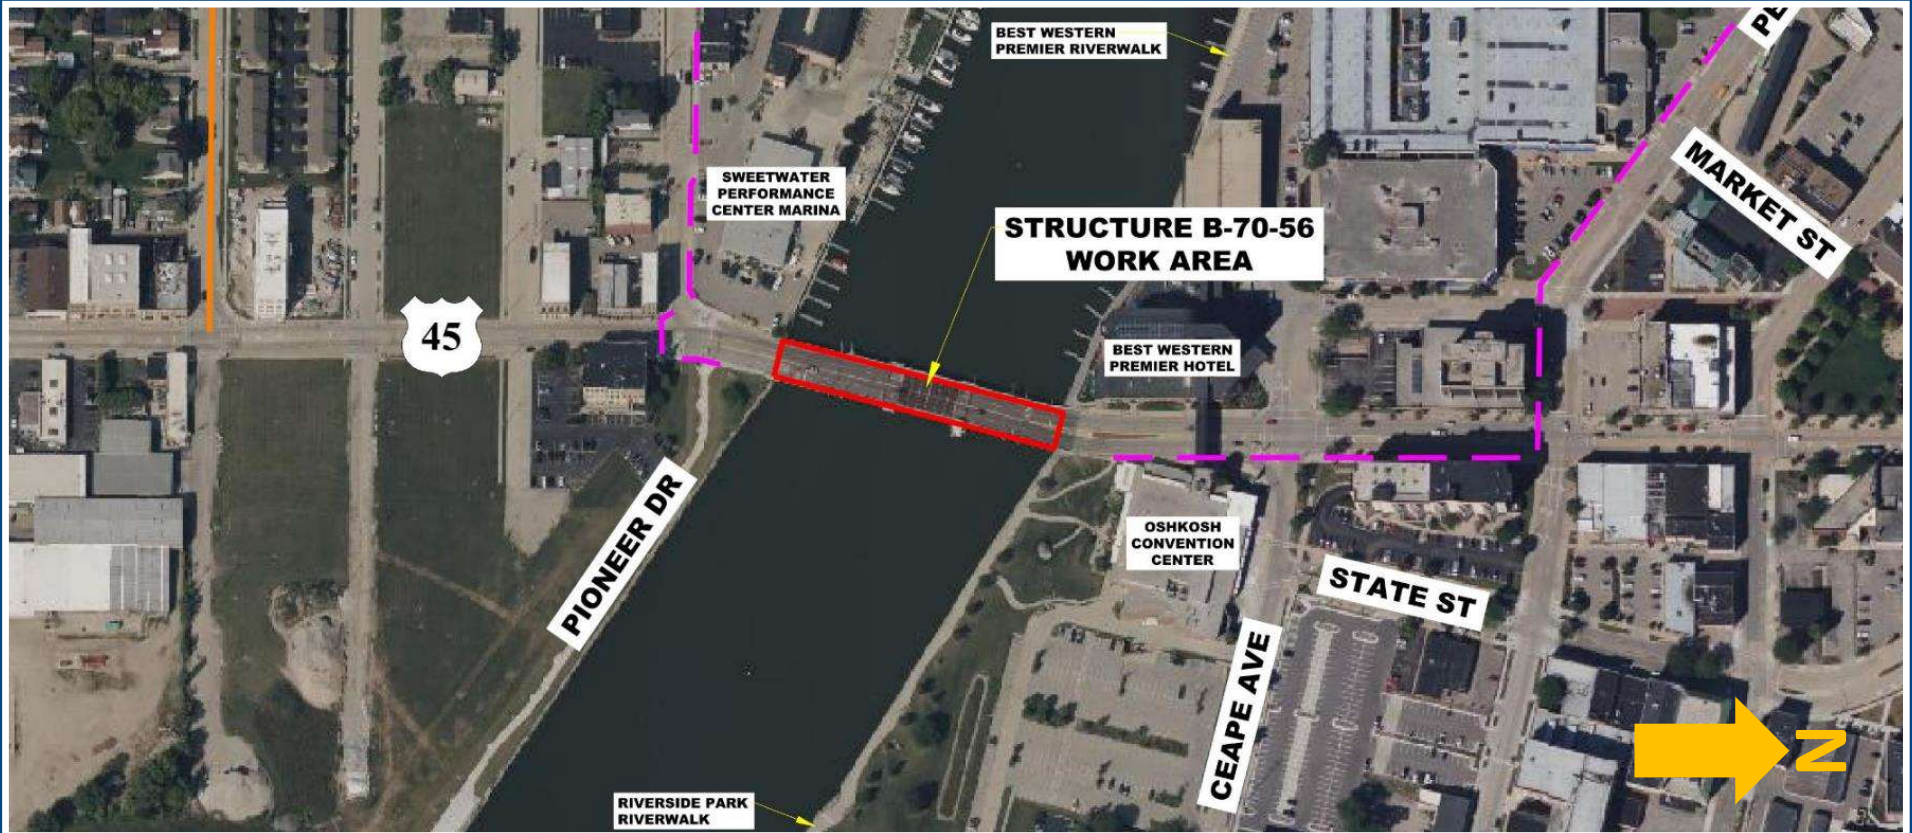 BEST WESTERN
PREMIER RIVERWALK
MARKET ST
SWEETWATER
PERFORMANCE
CENTER MARINA
STRUCTURE B-70-56
WORK AREA
45
BEST WESTERN
PREMIER HOTEL
PIONEER DR
OSHKOSH
CONVENTION
CENTER
STATE ST
CEAPE AVE
N
RIVERSIDE PARK
RIVERWALK